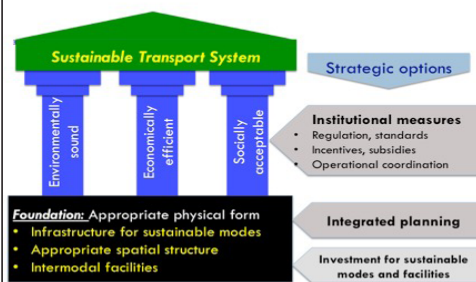 Sustainable Transport System
Environmentally
sound
Economically
efficient
Socially
acceptable
Foundation: Appropriate physical form
• Infrastructure for sustainable modes
• Appropriate spatial structure
• Intermodal facilities
Strategic options
Institutional measures
• Regulation, standards
• Incentives, subsidies
• Operational coordination
Integrated planning
Investment for sustainable
modes and facilities